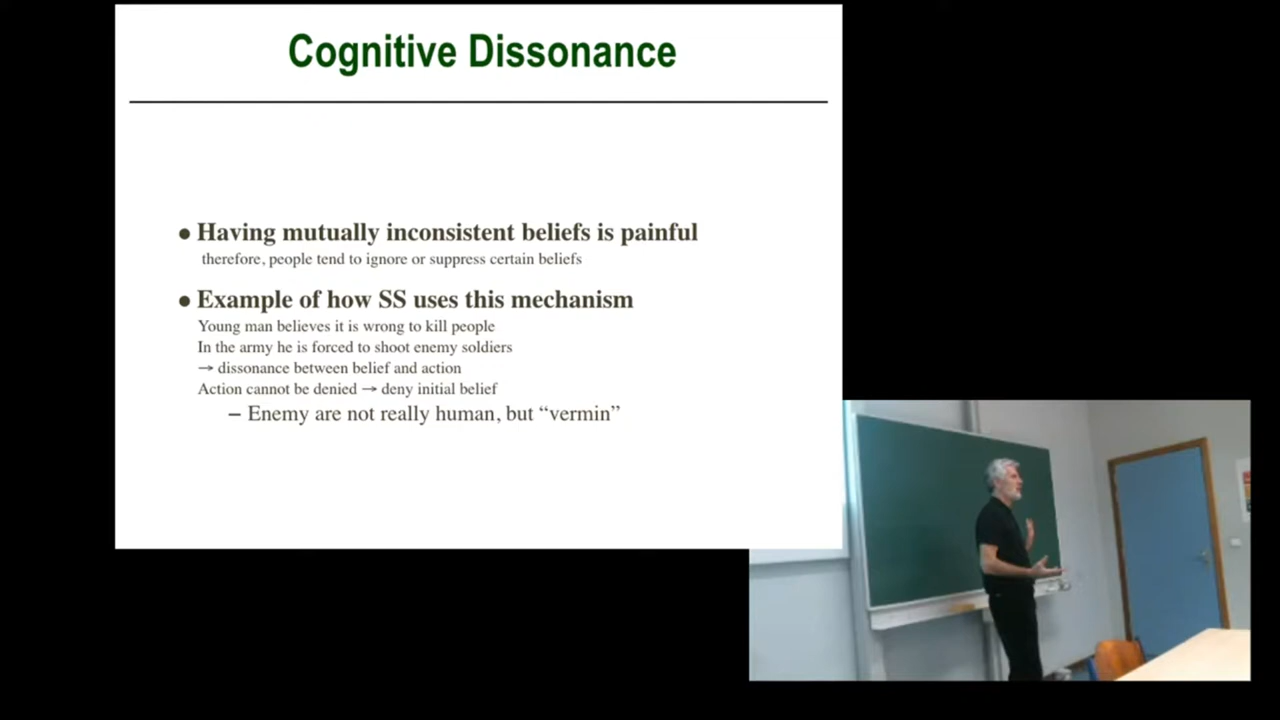 Cognitive Dissonance
● Having mutually inconsistent beliefs is painful
therefore, people tend to ignore or suppress certain beliefs
● Example of how SS uses this mechanism
Young man believes it is wrong to kill people
In the army he is forced to shoot enemy soldiers
→ dissonance between belief and action
Action cannot be denied → deny initial belief
– Enemy are not really human, but “vermin”